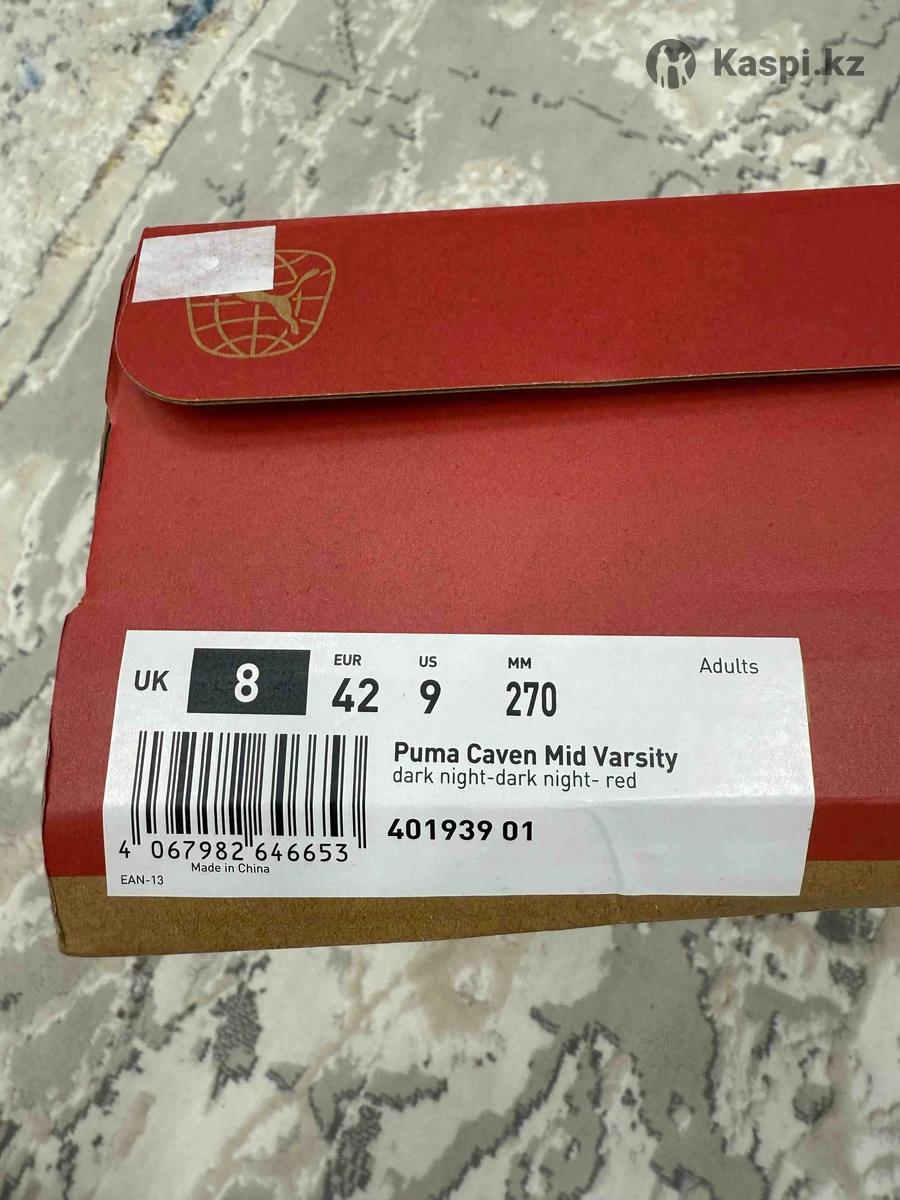 Kaspi.kz
UK 8
EUR 42
US 9
MM 270
Adults
Puma Caven Mid Varsity
dark night-dark night- red
401939 01
4 067982 646653
Made in China
EAN-13